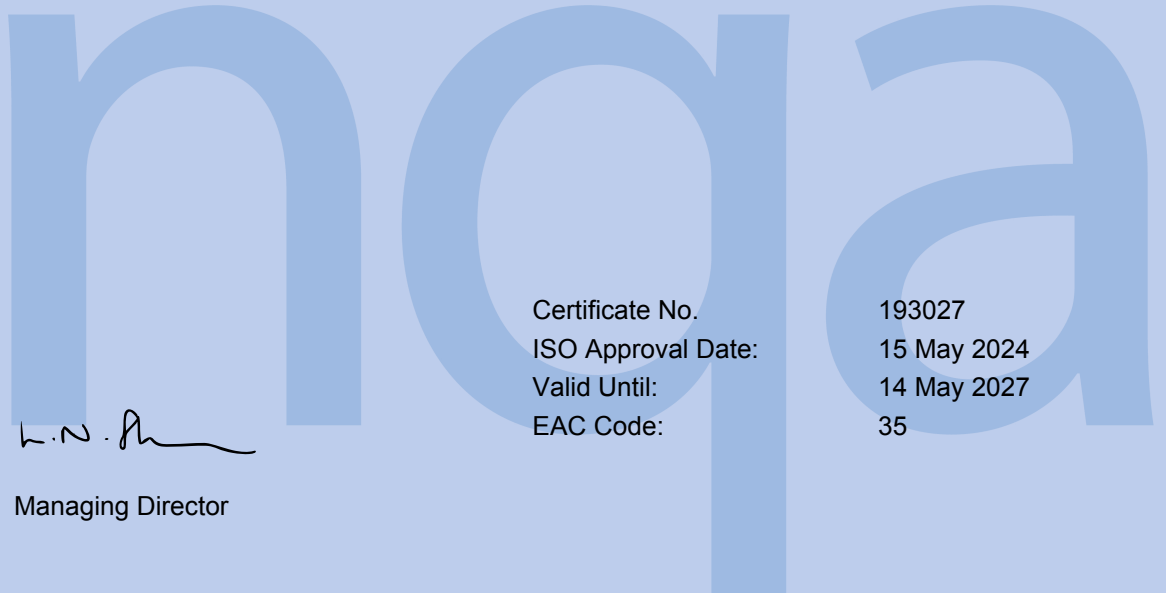 nqa
Certificate No. 193027
ISO Approval Date: 15 May 2024
Valid Until: 14 May 2027
EAC Code: 35
L.N.
Managing Director